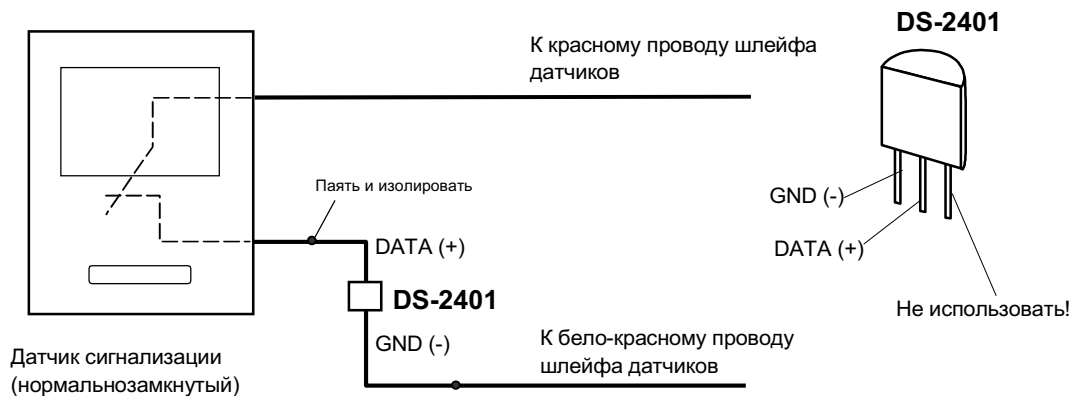 DS-2401
К красному проводу шлейфа
датчиков
GND (-)
Паять и изолировать
DATA (+)
DATA (+)
DS-2401
Не использовать!
GND (-)
К бело-красному проводу
шлейфа датчиков
Датчик сигнализации
(нормальнозамкнутый)